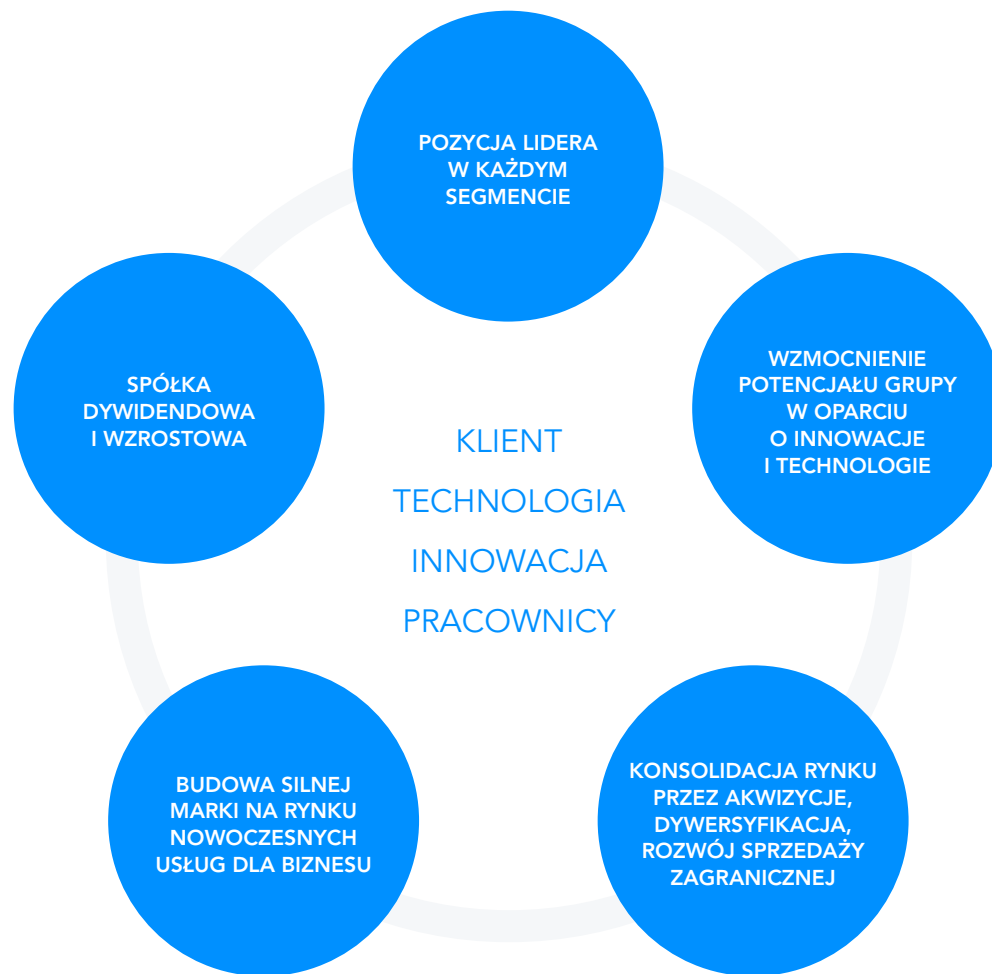 POZYCJA LIDERA
W KAŻDYM
SEGMENCIE
WZMOCNIENIE
POTENCJAŁU GRUPY
W OPARCIU
O INNOWACJE
I TECHNOLOGIE
SPÓŁKA
DYWIDENDOWA
I WZROSTOWA
KLIENT
TECHNOLOGIA
INNOWACJA
PRACOWNICY
KONSOLIDACJA RYNKU
PRZEZ AKWIZYCJE,
DYWERSYFIKACJA,
ROZWÓJ SPRZEDAŻY
ZAGRANICZNEJ
BUDOWA SILNEJ
MARKI NA RYNKU
NOWOCZESNYCH
USŁUG DLA BIZNESU